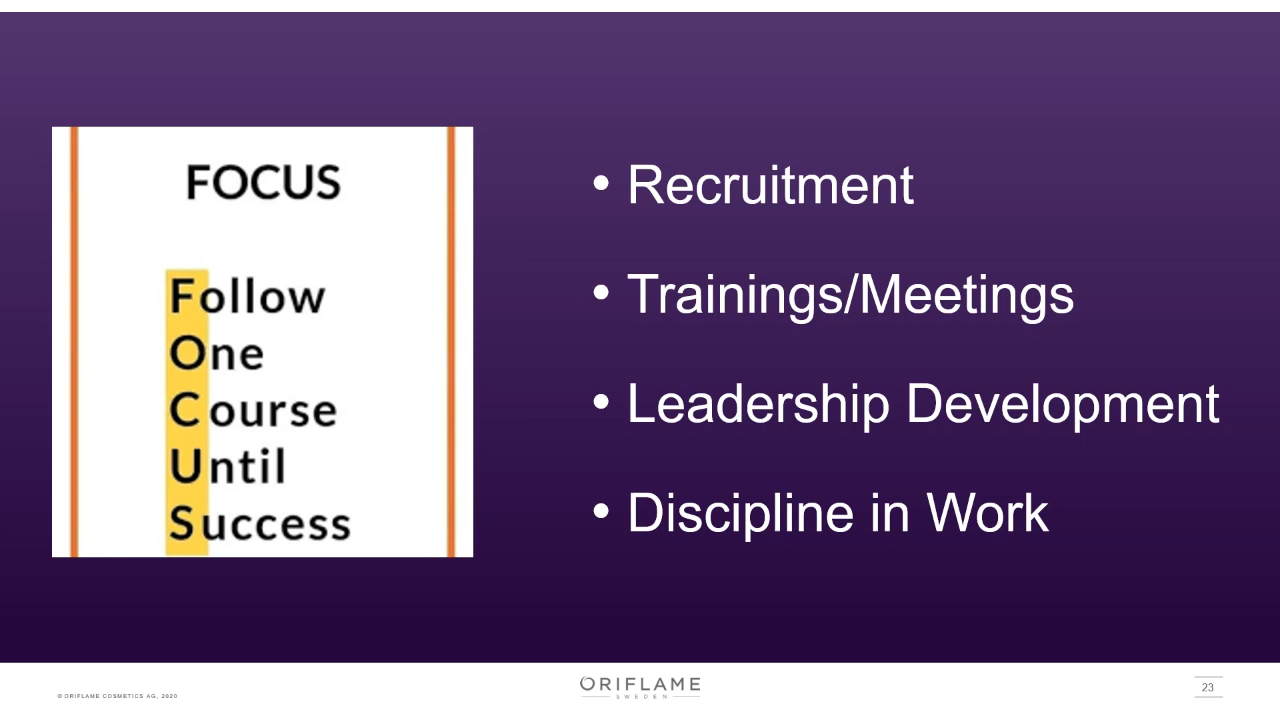 FOCUS
Follow
One
Course
Until
Success
• Recruitment
• Trainings/Meetings
• Leadership Development
• Discipline in Work
© ORIFLAME COSMETICS AG, 2020
ORIFLAME
SWEDEN
23